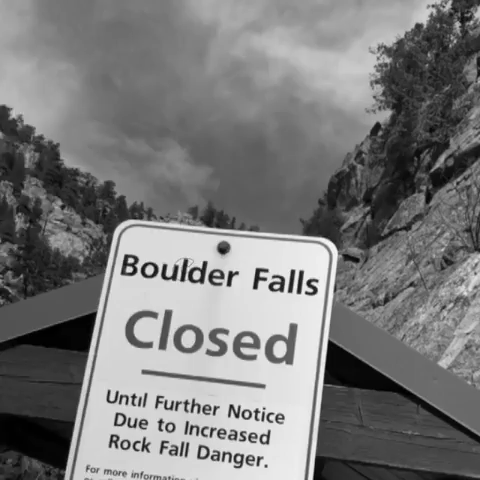 Boulder Falls
Closed
Until Further Notice
Due to Increased
Rock Fall Danger.
For more information